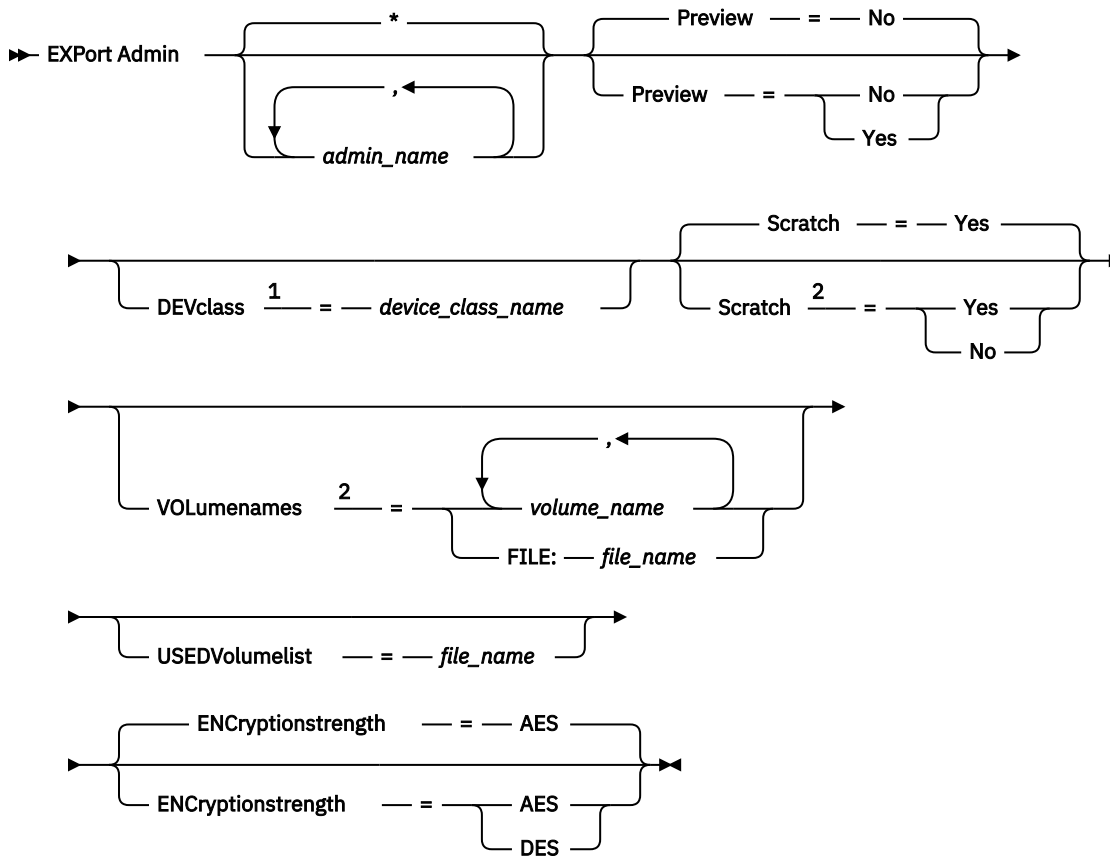 *
Preview = No
EXPort Admin
,
admin_name
Preview = No
Yes
Scratch = Yes
DEVclass 1 = device_class_name
Scratch 2 = Yes
No
,
VOLumenames 2 = volume_name
FILE: file_name
USEDVolumelist = file_name
ENCryptionstrength = AES
ENCryptionstrength = AES
DES